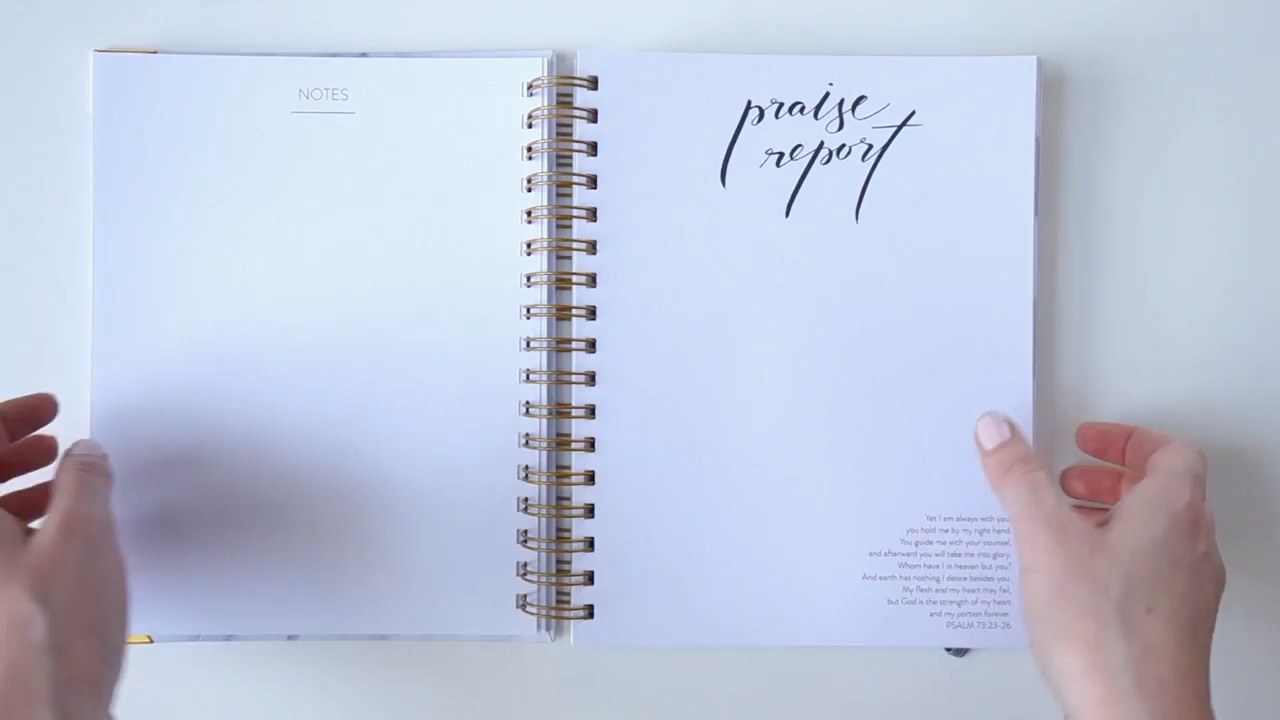 NOTES
praise
report
Yet I am always with you;
you hold me by my right hand.
You guide me with your counsel,
and afterward you will take me into glory.
Whom have I in heaven but you?
And earth has nothing I desire besides you.
My flesh and my heart may fail,
but God is the strength of my heart
and my portion forever.
PSALM 73:23-26